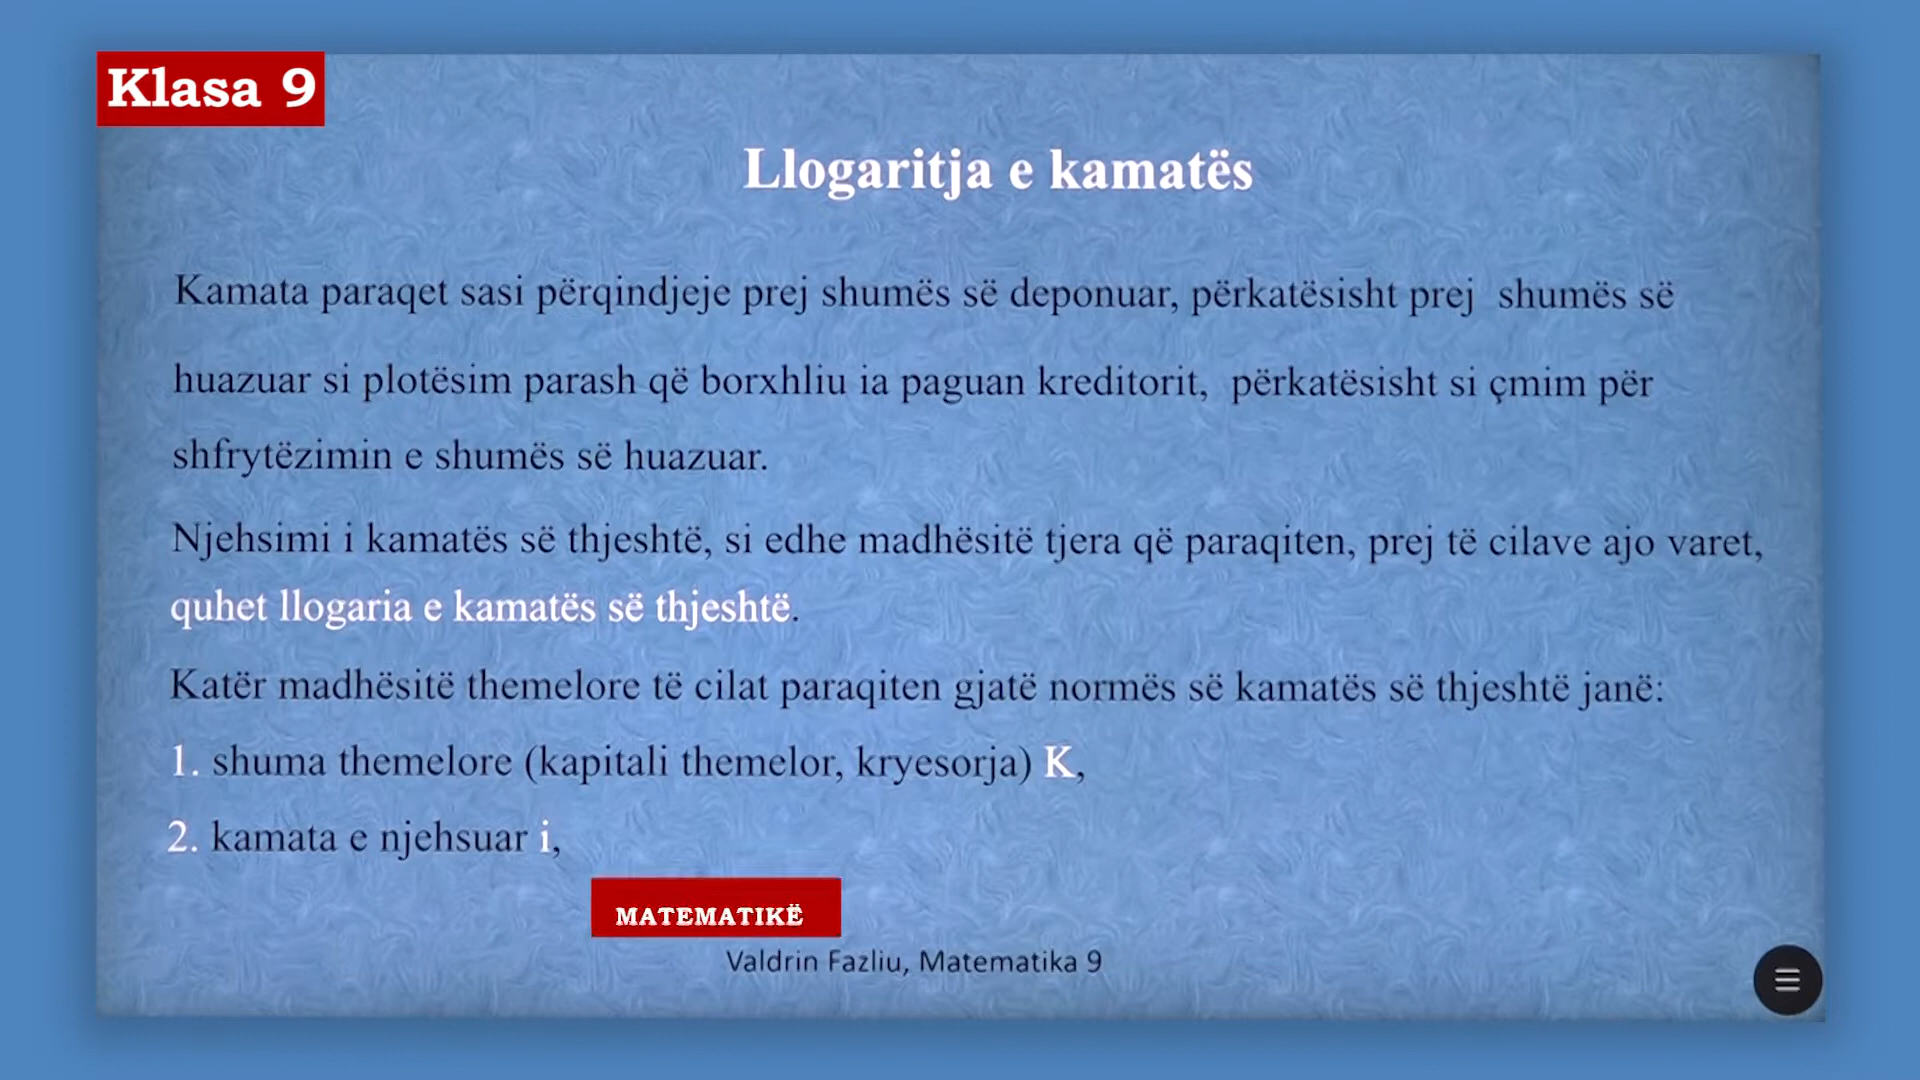 Klasa 9
Llogaritja e kamatës
Kamata paraqet sasi përqindjeje prej shumës së deponuar, përkatësisht prej shumës së
huazuar si plotësim parash që borxhliu ia paguan kreditorit, përkatësisht si çmim për
shfrytëzimin e shumës së huazuar.
Njehsimi i kamatës së thjeshtë, si edhe madhësitë tjera që paraqiten, prej të cilave ajo varet,
quhet llogaria e kamatës së thjeshtë.
Katër madhësitë themelore të cilat paraqiten gjatë normës së kamatës së thjeshtë janë:
1. shuma themelore (kapitali themelor, kryesorja) K,
2. kamata e njehsuar i,
MATEMATIKË
Valdrin Fazliu, Matematika 9